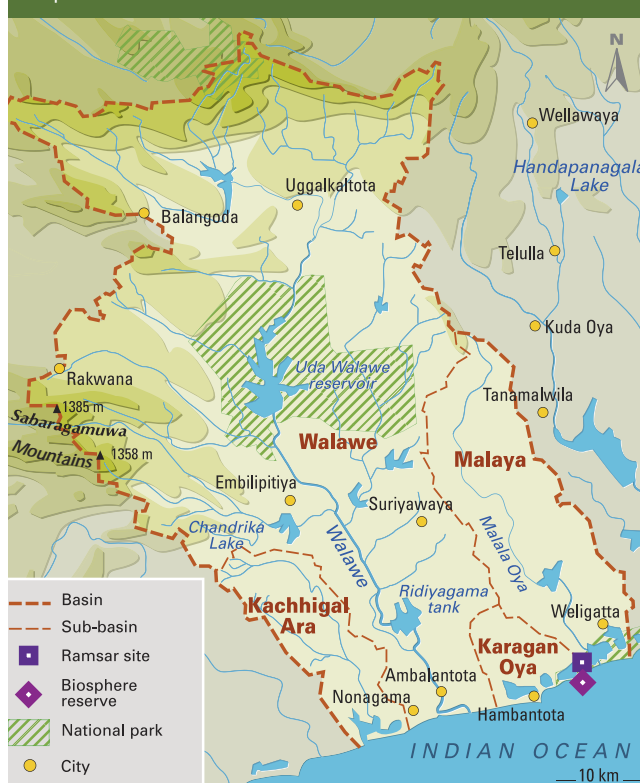 N
Wellawaya
Handapanagala
Lake
Uggalkaltota
Balangoda
Telulla
Kuda Oya
Uda Walawe
reservoir
Rakwana
1385 m
Tanamalwila
Sabaragamuwa
Mountains
1358 m
Walawe
Malaya
Embilipitiya
Suriyawaya
Chandrika
Lake
Walawe
Malala Oya
Ridiyagama
tank
Kachhigal
Ara
Weligatta
Karagan
Oya
Ambalantota
Nonagama
Hambantota
INDIAN OCEAN
10 km
Basin
Sub-basin
Ramsar site
Biosphere
reserve
National park
City